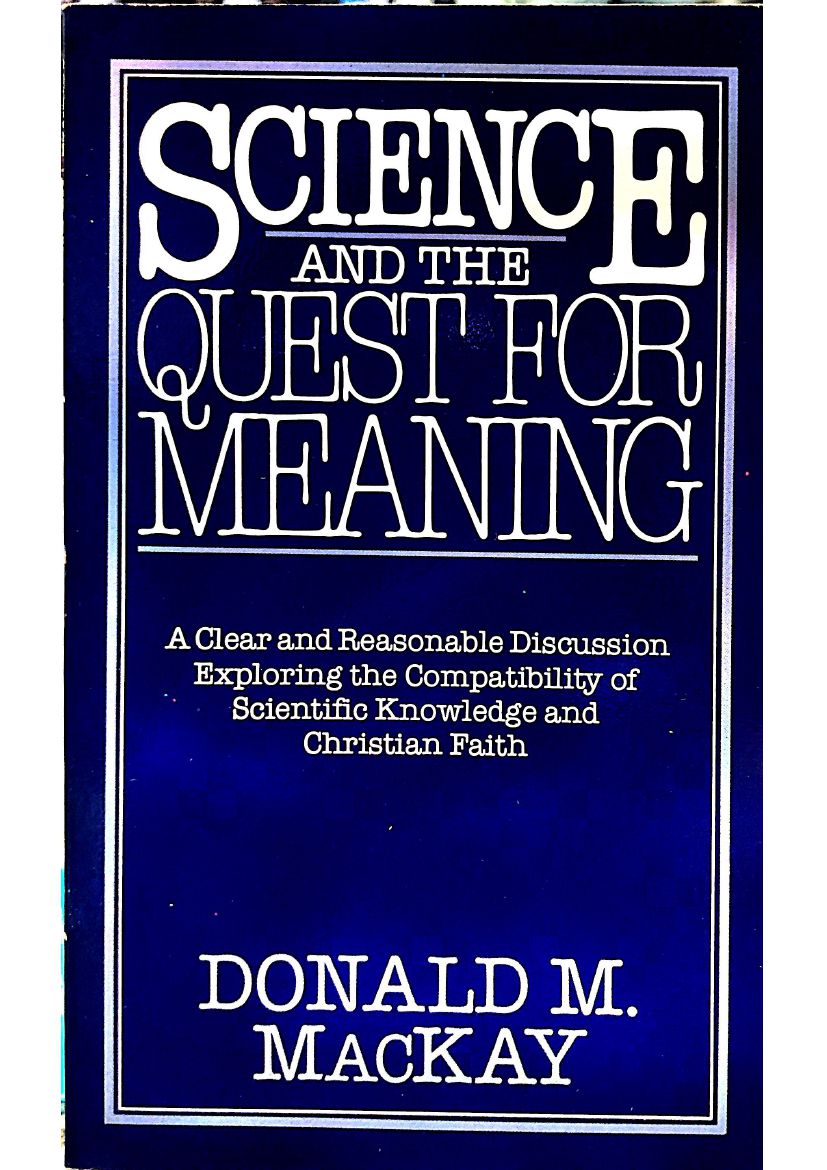 SCIENCE
AND THE
QUEST FOR
MEANING
A Clear and Reasonable Discussion
Exploring the Compatibility of
Scientific Knowledge and
Christian Faith
DONALD M.
MACKAY